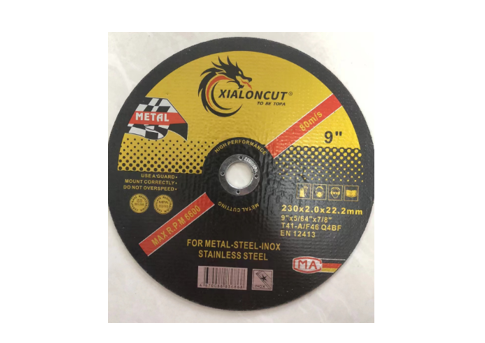 XIALONCUT®
TO BE TOPA
METAL
80m/s
9"
HIGH PERFORMANCE
USE A GUARD
MOUNT CORRECTLY
DO NOT OVERSPEED
METAL CUTTING
MAX R.P.M 6600
230x2.0x22.2mm
9"x5/64"x7/8"
T41-A/F46 Q4BF
EN 12413
FOR METAL-STEEL-INOX
STAINLESS STEEL
MA